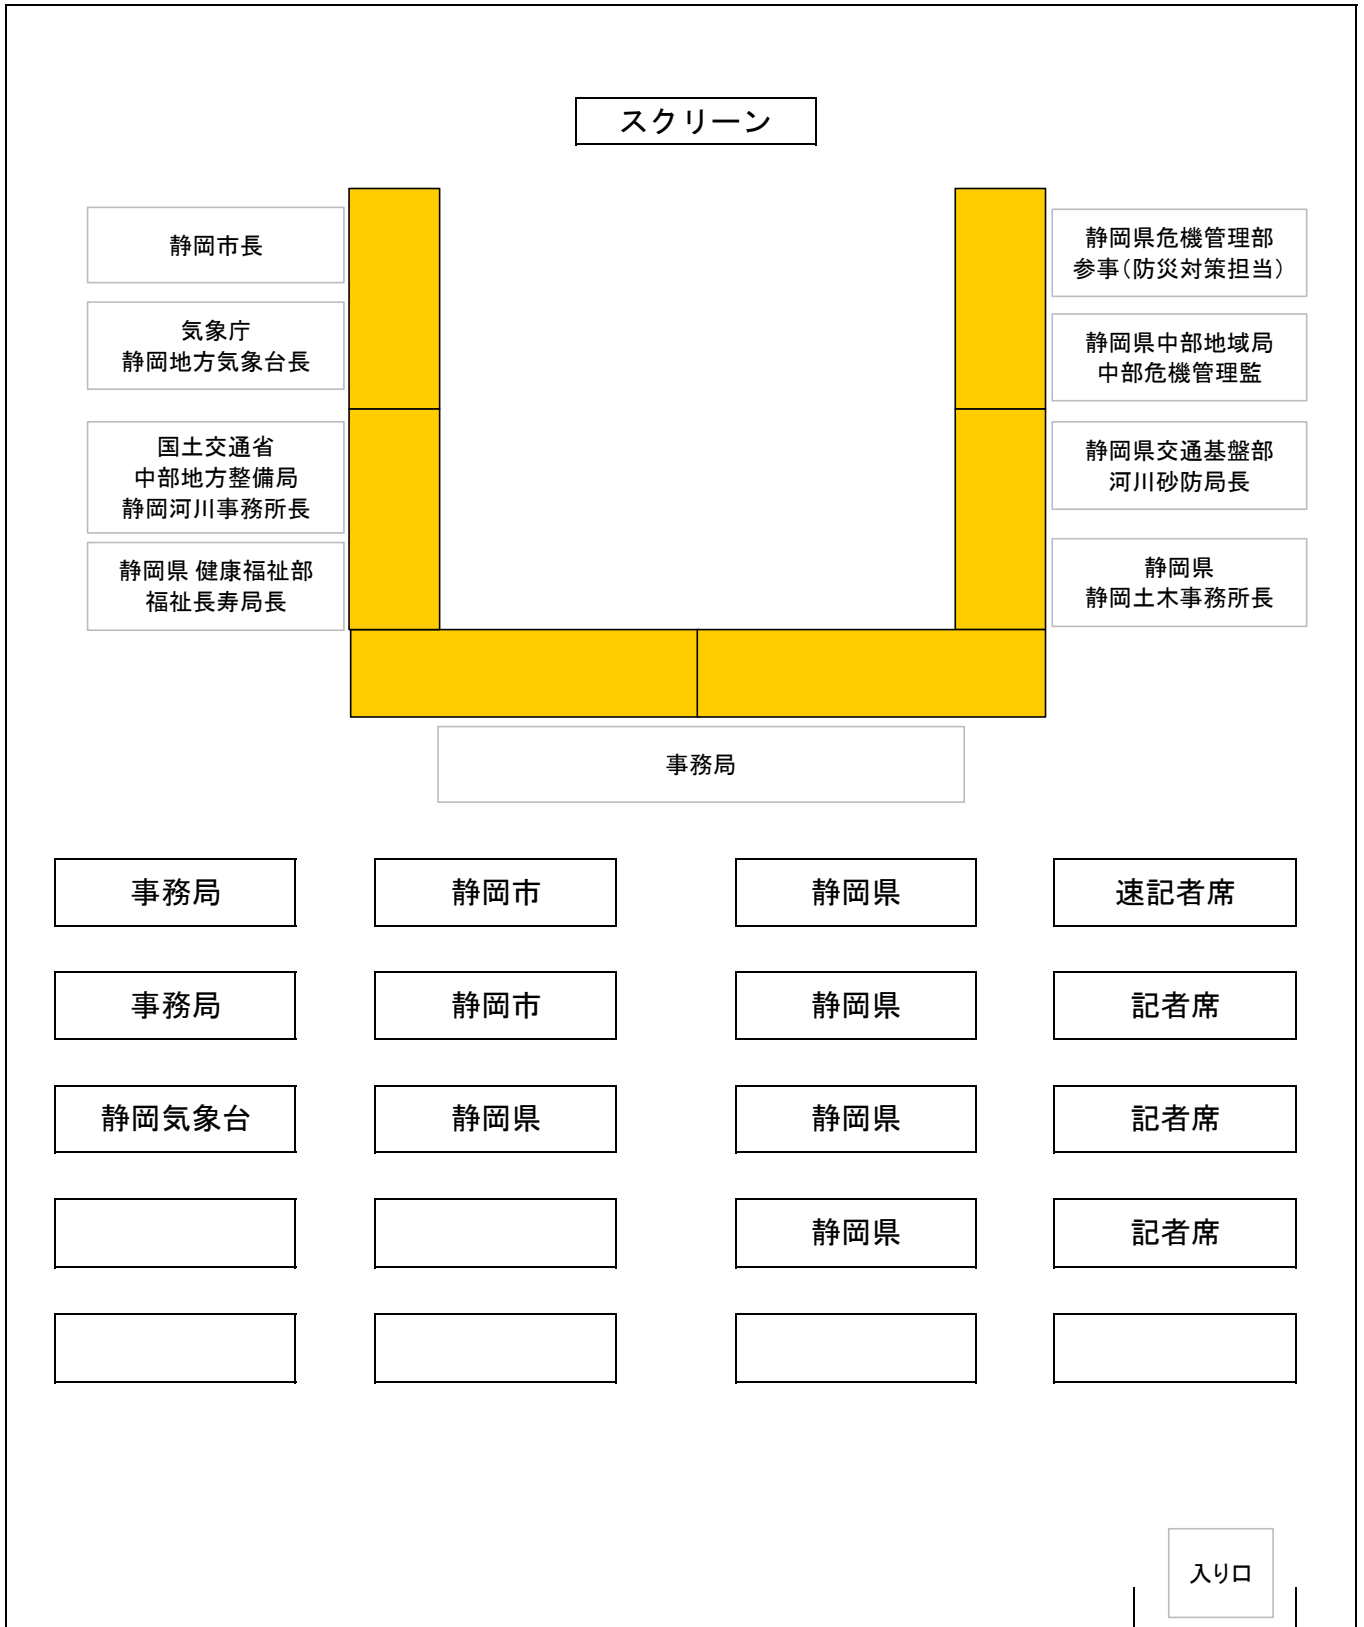 スクリーン
静岡市長
気象庁
静岡地方気象台長
国土交通省
中部地方整備局
静岡河川事務所長
静岡県 健康福祉部
福祉長寿局長
静岡県危機管理部
参事（防災対策担当）
静岡県中部地域局
中部危機管理監
静岡県交通基盤部
河川砂防局長
静岡県
静岡土木事務所長
事務局
事務局
静岡市
静岡県
速記者席
事務局
静岡市
静岡県
記者席
静岡気象台
静岡県
静岡県
記者席
静岡県
記者席
入り口